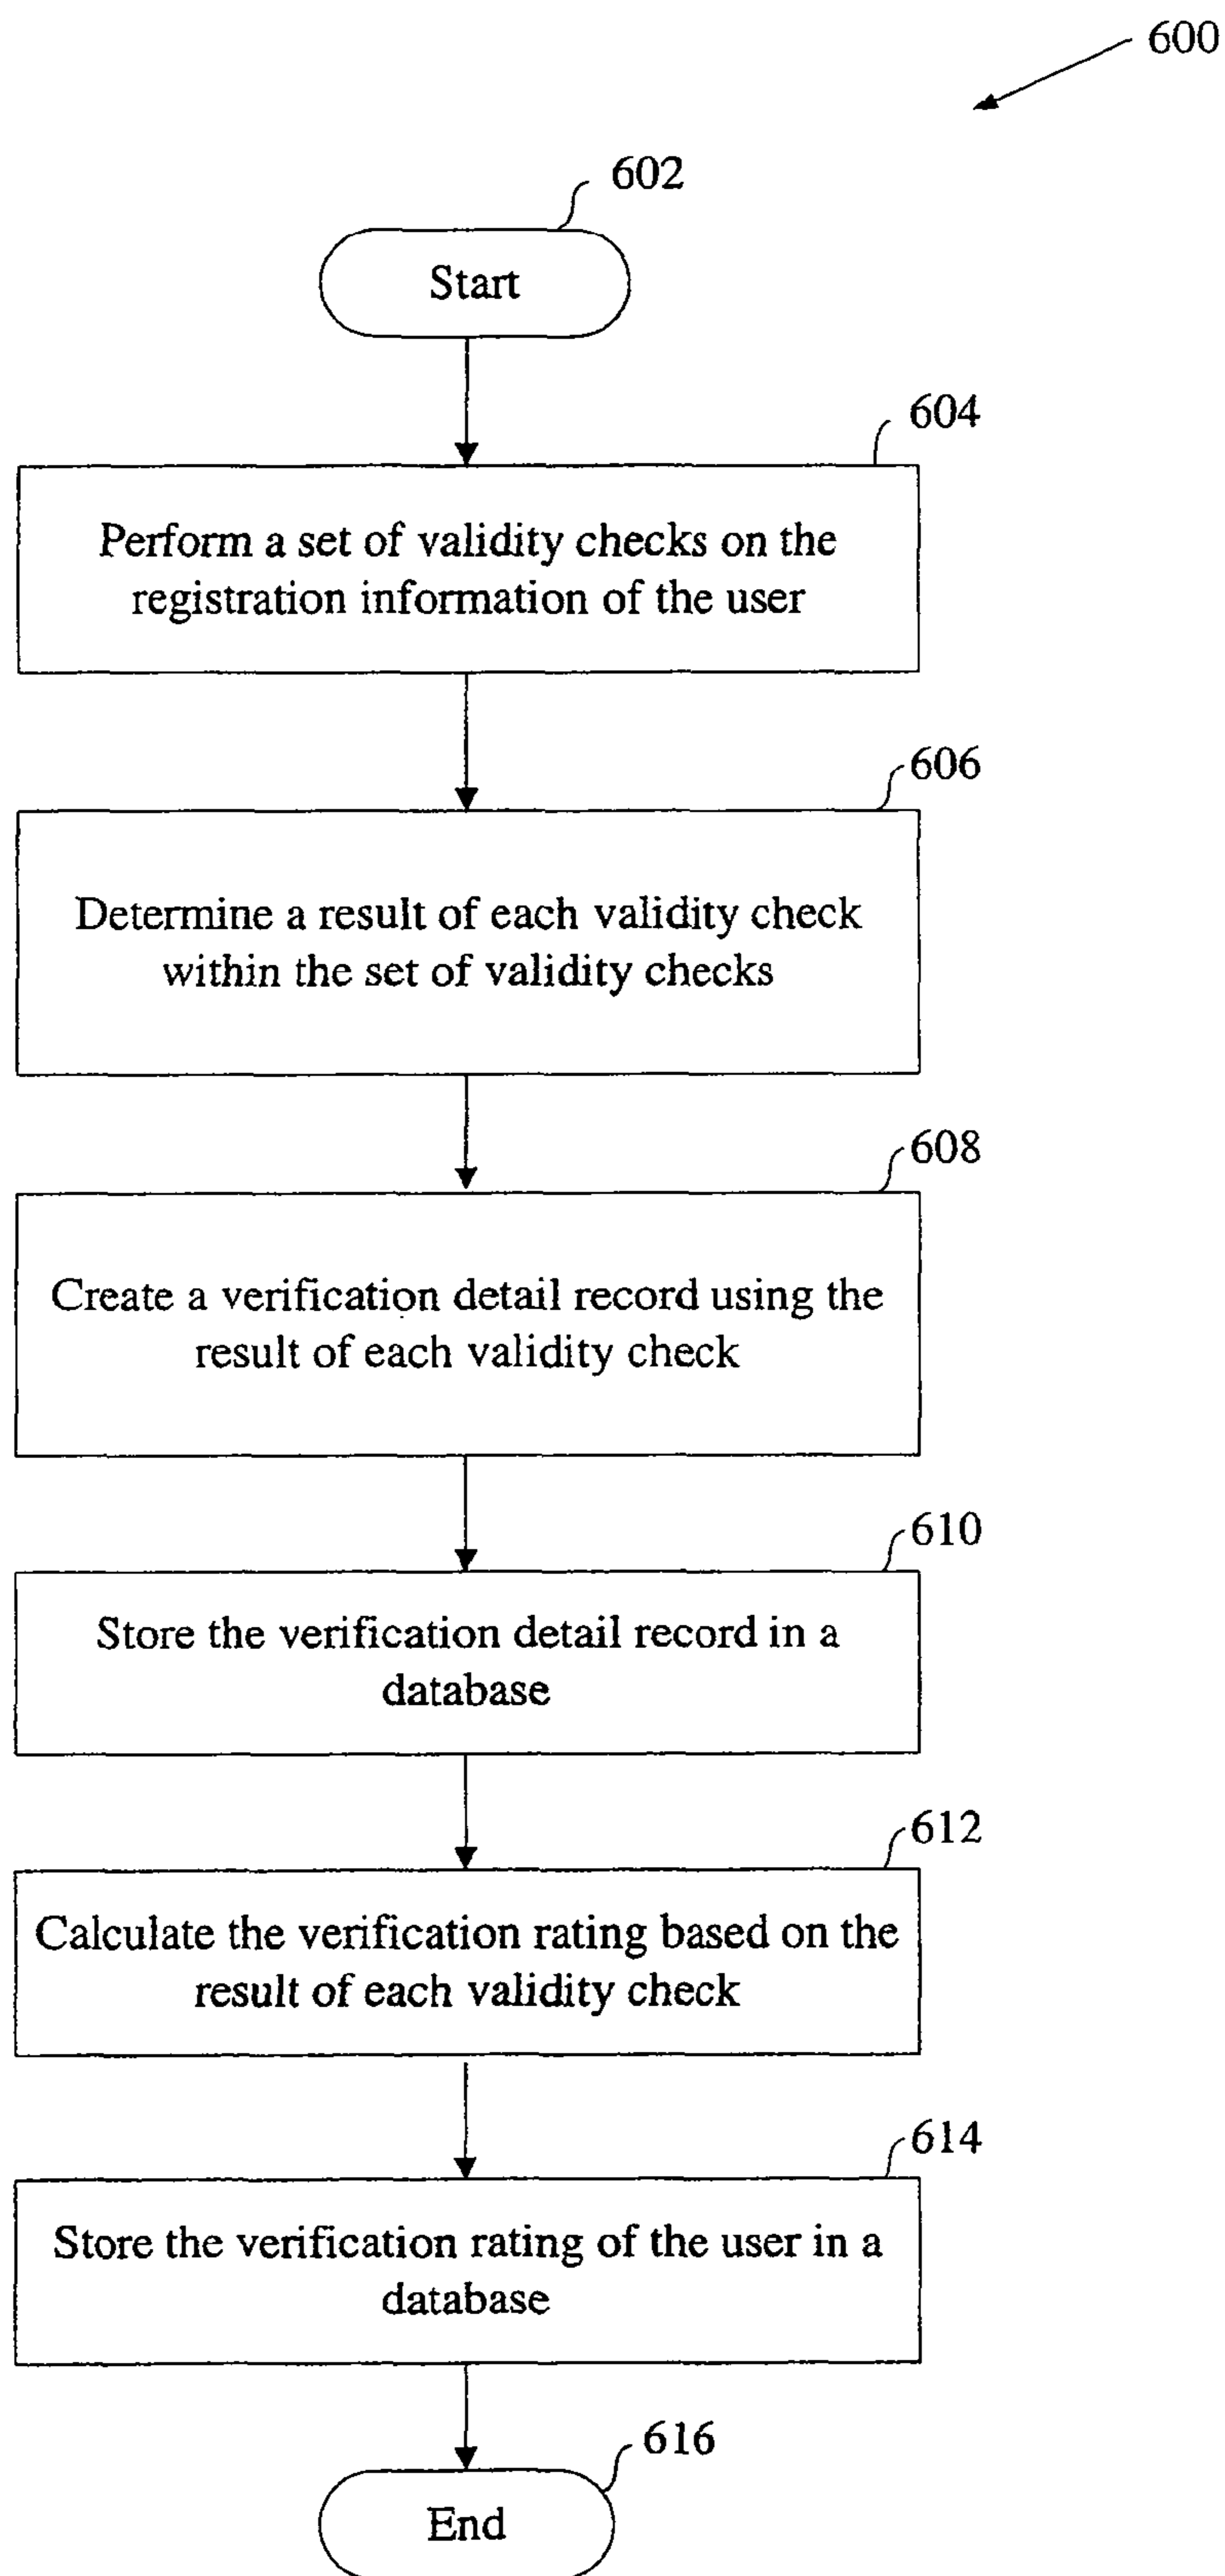 600
602
Start
604
Perform a set of validity checks on the
registration information of the user
606
Determine a result of each validity check
within the set of validity checks
608
Create a verification detail record using the
result of each validity check
610
Store the verification detail record in a
database
612
Calculate the verification rating based on the
result of each validity check
614
Store the verification rating of the user in a
database
616
End